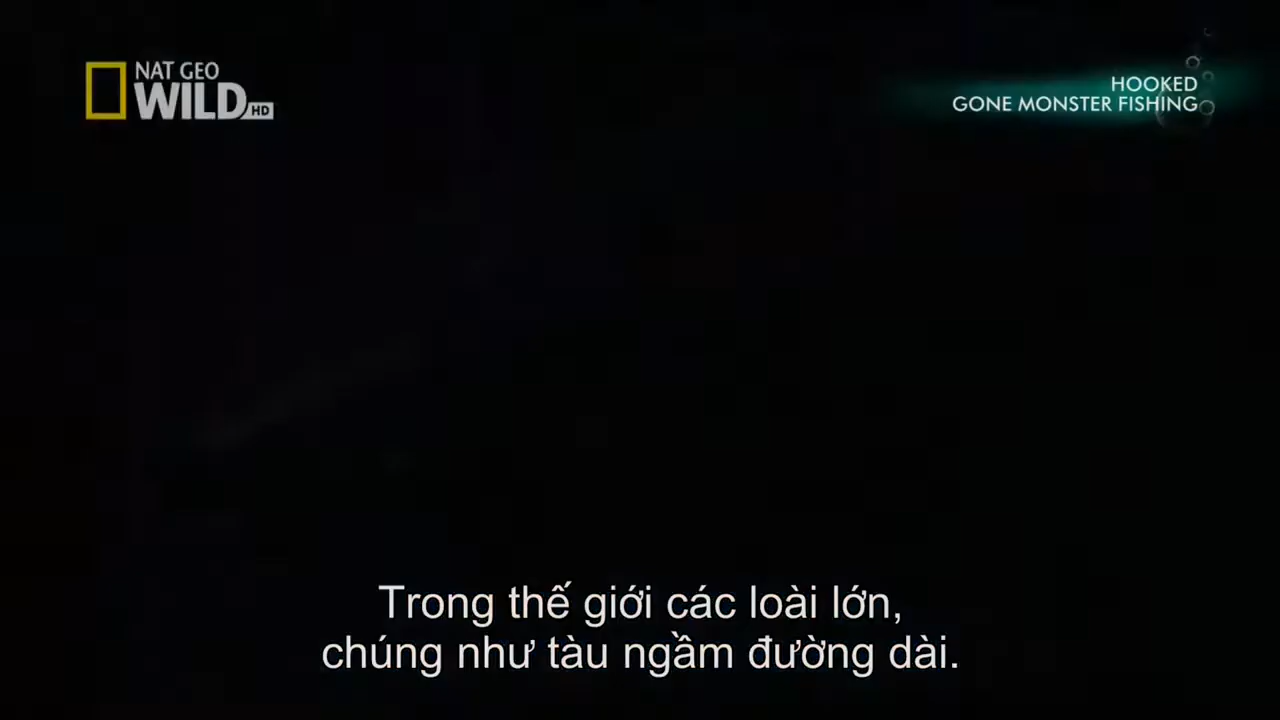 NAT GEO
WILD HD
HOOKED
GONE MONSTER FISHING
Trong thế giới các loài lớn,
chúng như tàu ngầm đường dài.